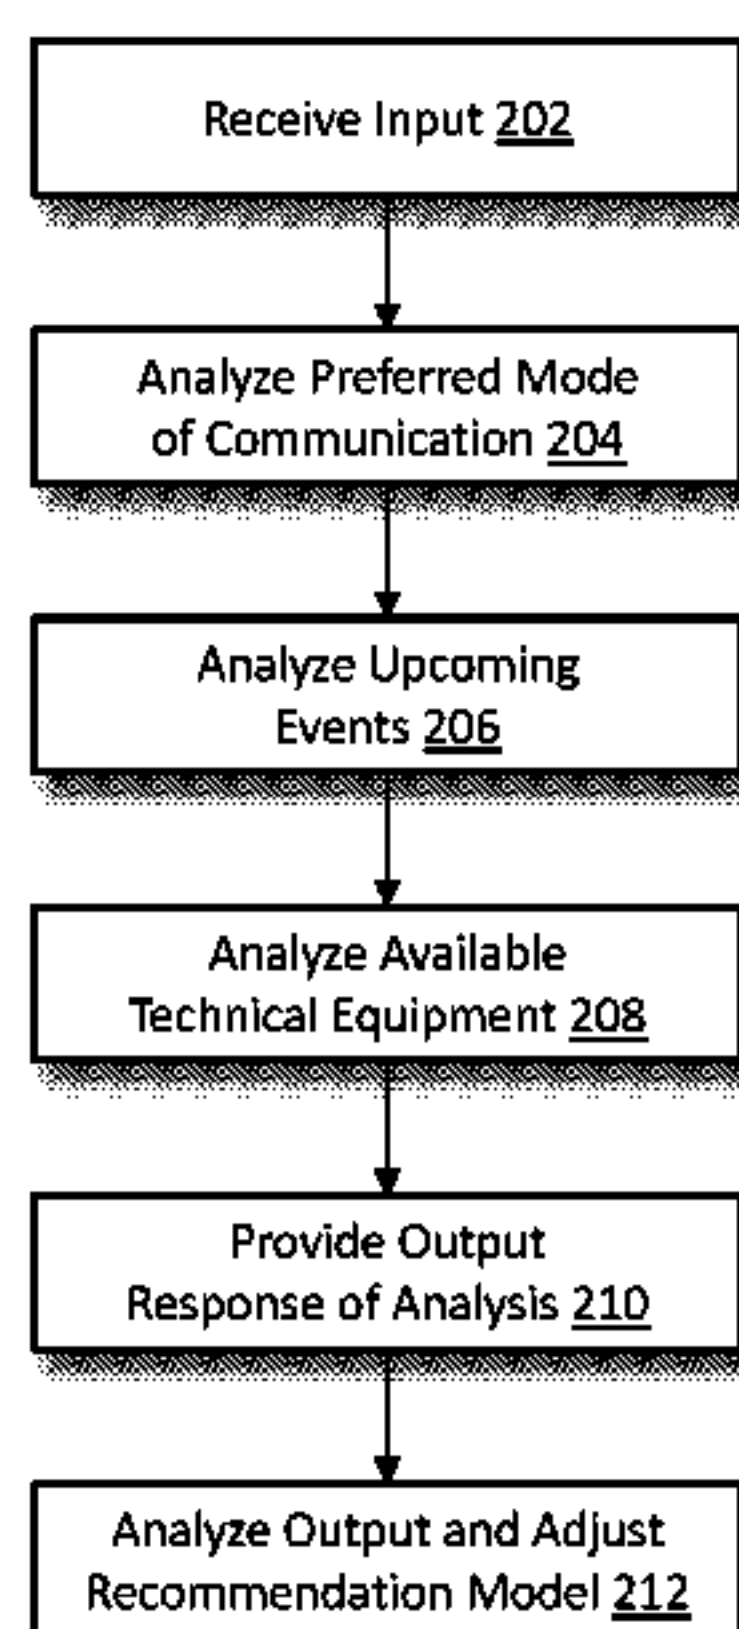 Receive Input 202
Analyze Preferred Mode
of Communication 204
Analyze Upcoming
Events 206
Analyze Available
Technical Equipment 208
Provide Output
Response of Analysis 210
Analyze Output and Adjust
Recommendation Model 212